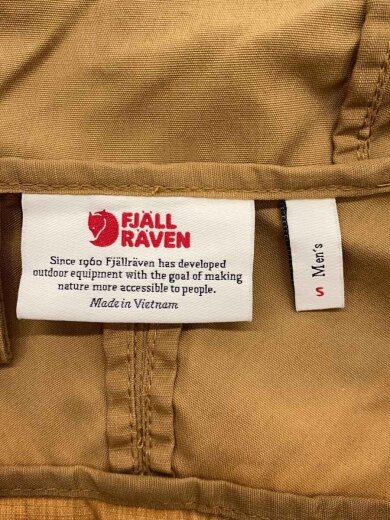 FJÄLL
RÄVEN
Since 1960 Fjällräven has developed
outdoor equipment with the goal of making
nature more accessible to people.
Made in Vietnam
Men's
S